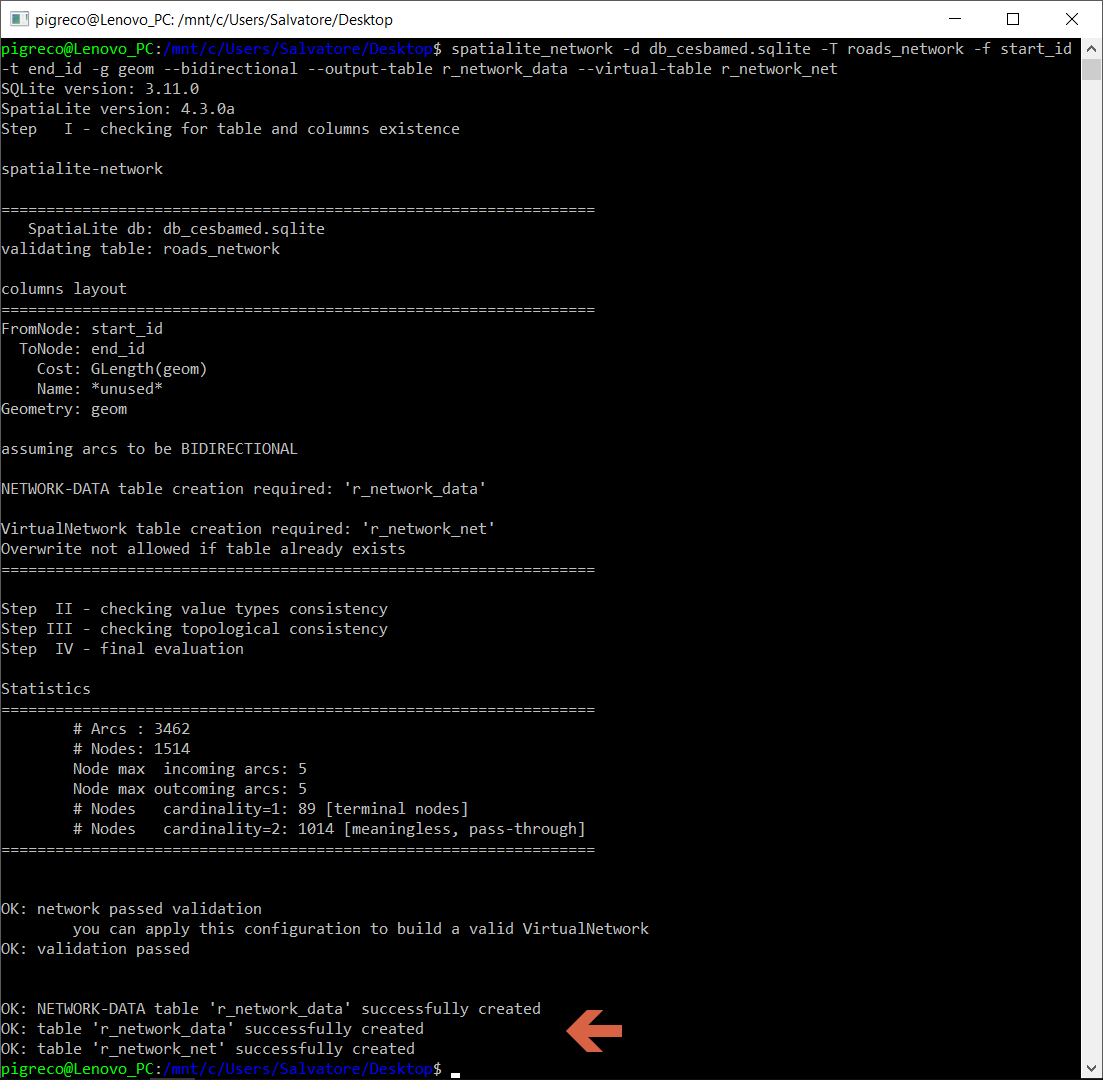 pigreco@Lenovo_PC: /mnt/c/Users/Salvatore/Desktop
pigreco@Lenovo_PC:/mnt/c/Users/Salvatore/Desktop$ spatialite_network -d db_cesbamed.sqlite -T roads_network -f start_id
-t end_id -g geom --bidirectional --output-table r_network_data --virtual-table r_network_net
SQLite version: 3.11.0
SpatiaLite version: 4.3.0a
Step   I - checking for table and columns existence
spatialite-network
==================================================================
   SpatiaLite db: db_cesbamed.sqlite
validating table: roads_network
columns layout
==================================================================
FromNode: start_id
  ToNode: end_id
    Cost: GLength(geom)
    Name: *unused*
Geometry: geom
assuming arcs to be BIDIRECTIONAL
NETWORK-DATA table creation required: 'r_network_data'
VirtualNetwork table creation required: 'r_network_net'
Overwrite not allowed if table already exists
==================================================================
Step  II - checking value types consistency
Step III - checking topological consistency
Step  IV - final evaluation
Statistics
==================================================================
        # Arcs : 3462
        # Nodes: 1514
        Node max  incoming arcs: 5
        Node max outcoming arcs: 5
        # Nodes   cardinality=1: 89 [terminal nodes]
        # Nodes   cardinality=2: 1014 [meaningless, pass-through]
==================================================================
OK: network passed validation
        you can apply this configuration to build a valid VirtualNetwork
OK: validation passed
OK: NETWORK-DATA table 'r_network_data' successfully created
OK: table 'r_network_data' successfully created
OK: table 'r_network_net' successfully created
pigreco@Lenovo_PC:/mnt/c/Users/Salvatore/Desktop$